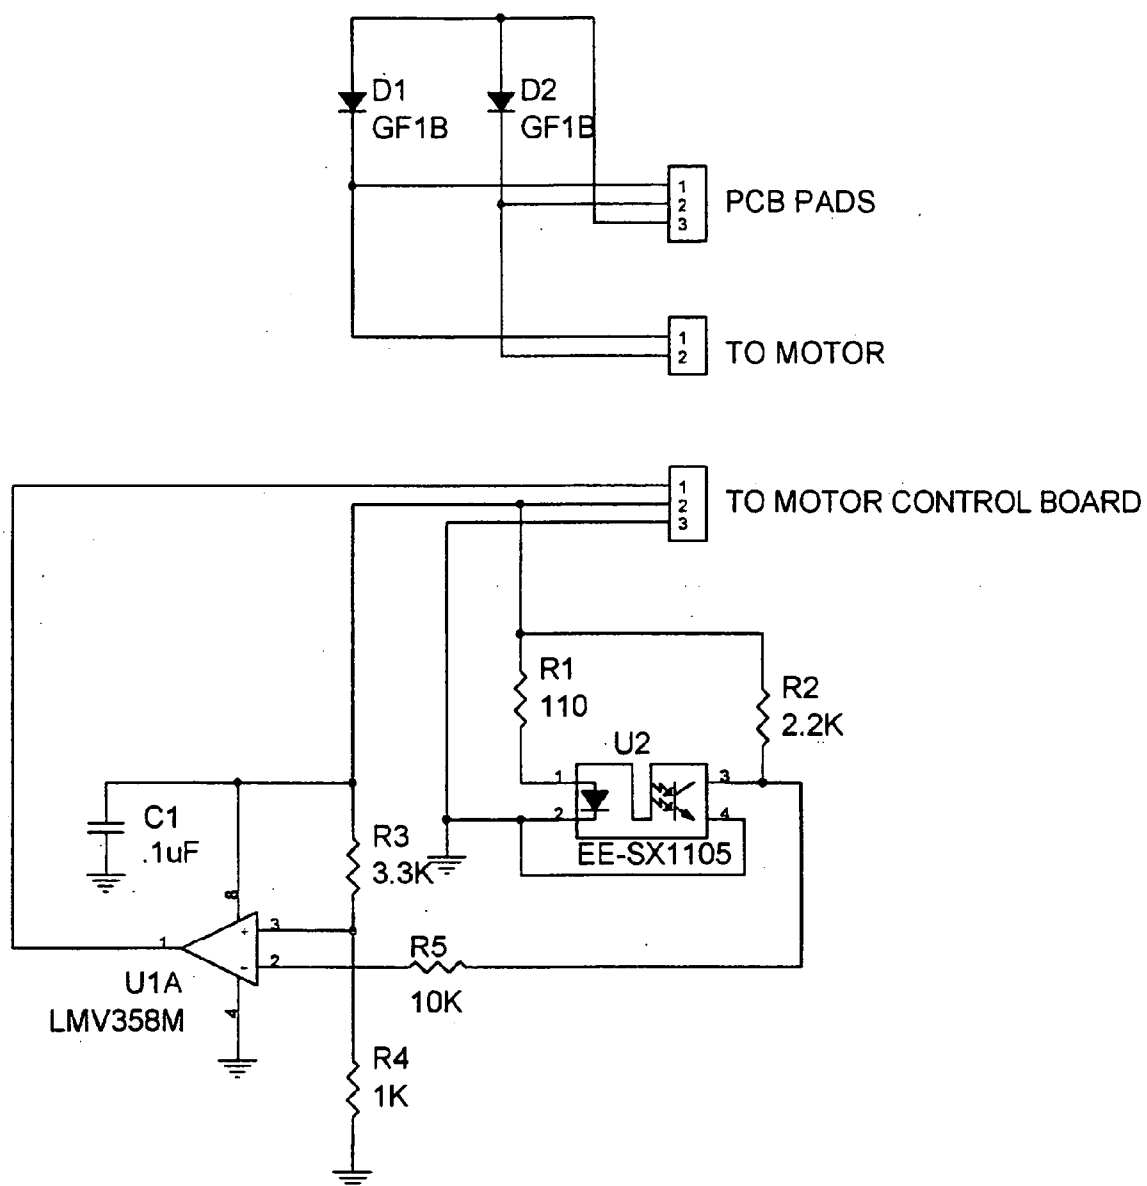 D1
GF1B
D2
GF1B
1
2
3
PCB PADS
1
2
TO MOTOR
1
2
3
TO MOTOR CONTROL BOARD
R1
110
R2
2.2K
U2
1
2
3
4
EE-SX1105
C1
.1uF
R3
3.3K
8
3
+
1
2
-
4
U1A
LMV358M
R5
10K
R4
1K